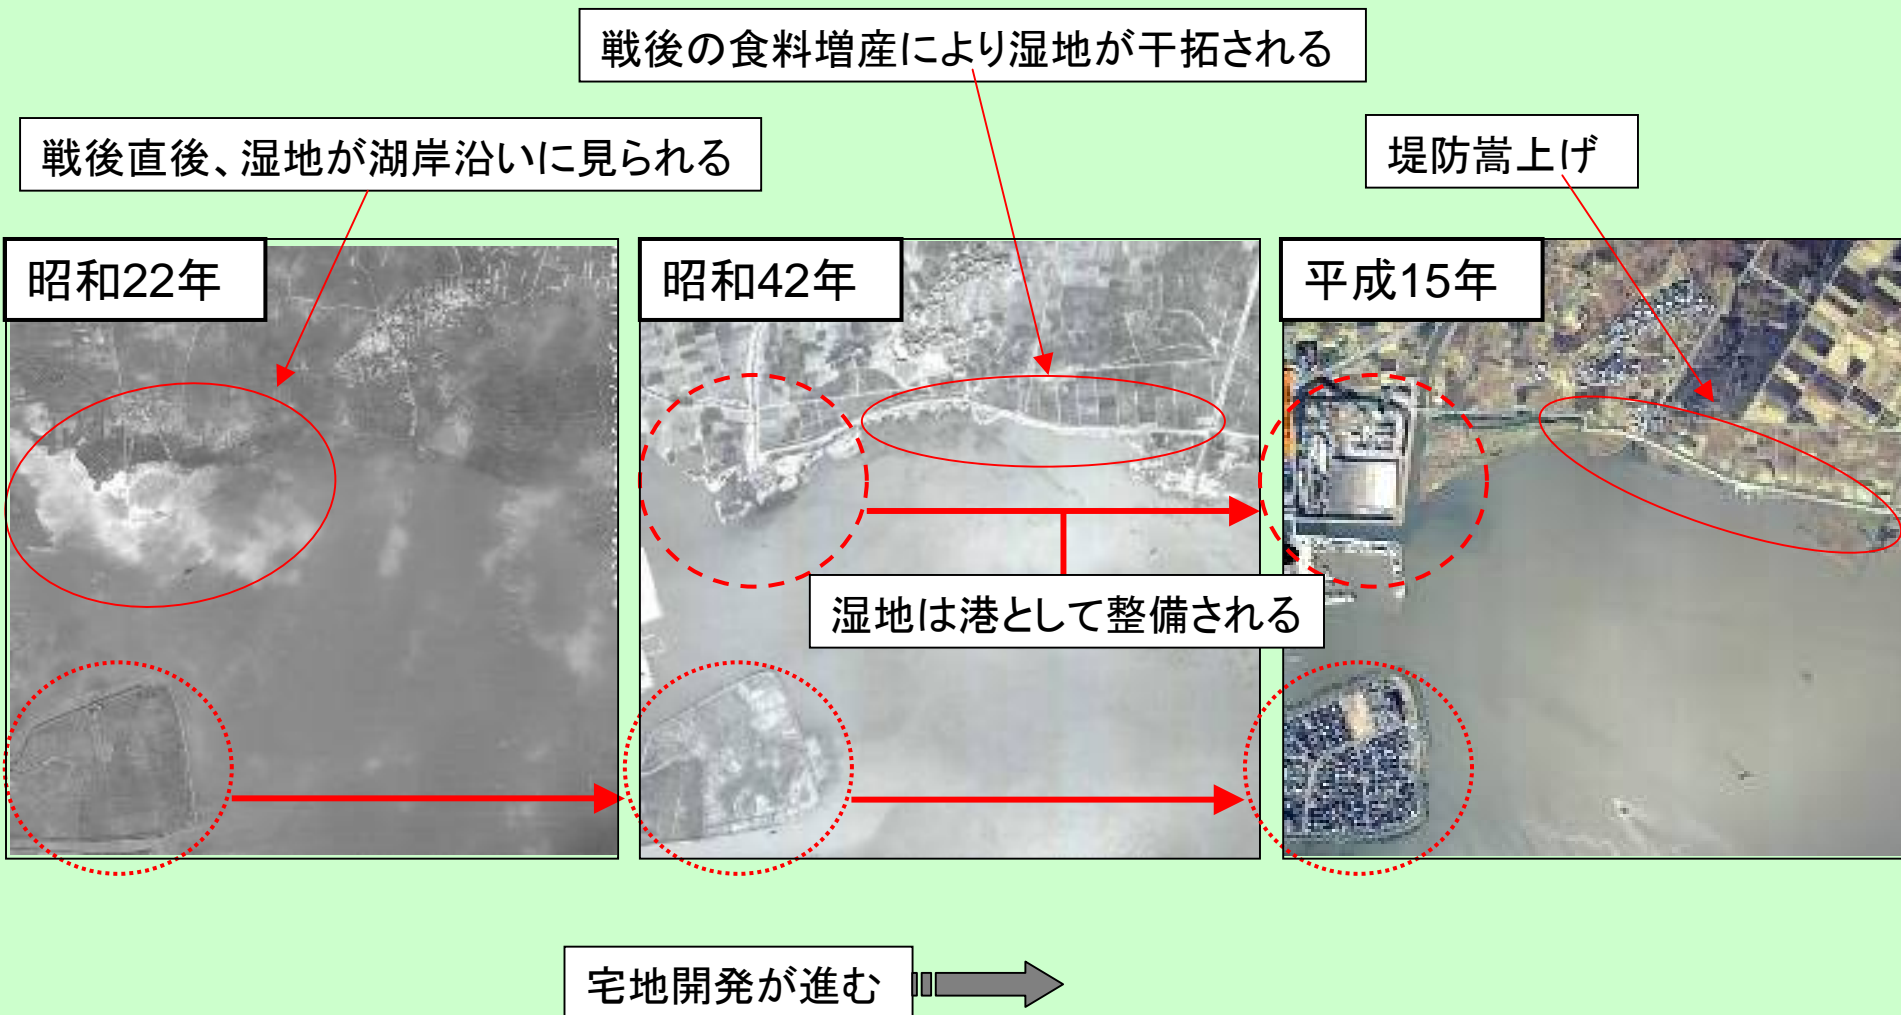 戦後の食料増産により湿地が干拓される
戦後直後、湿地が湖岸沿いに見られる
堤防嵩上げ
昭和22年
昭和42年
平成15年
湿地は港として整備される
宅地開発が進む